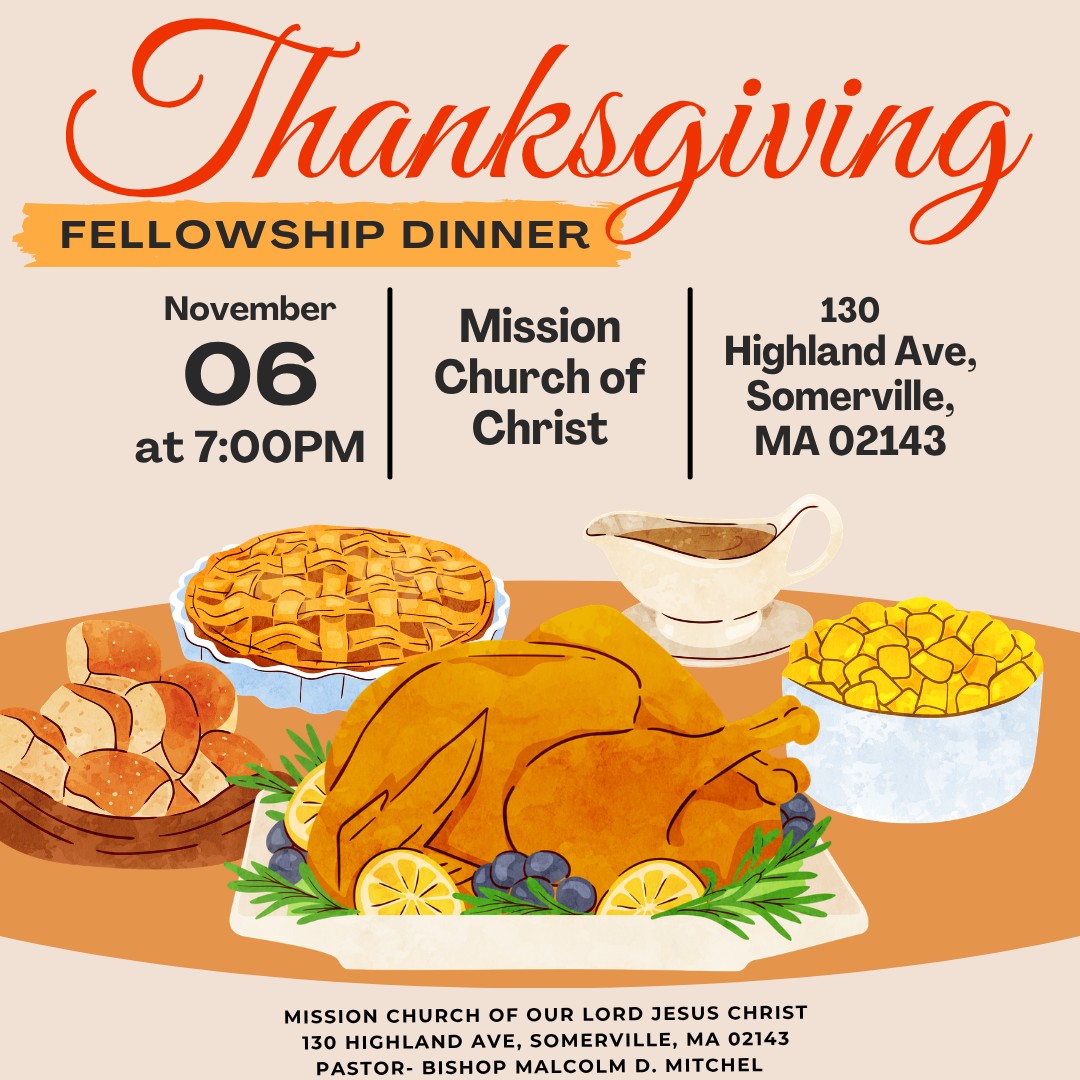 Thanksgiving
FELLOWSHIP DINNER
November
06
at 7:00PM
Mission
Church of
Christ
130
Highland Ave,
Somerville,
MA 02143
MISSION CHURCH OF OUR LORD JESUS CHRIST
130 HIGHLAND AVE, SOMERVILLE, MA 02143
PASTOR- BISHOP MALCOLM D. MITCHEL